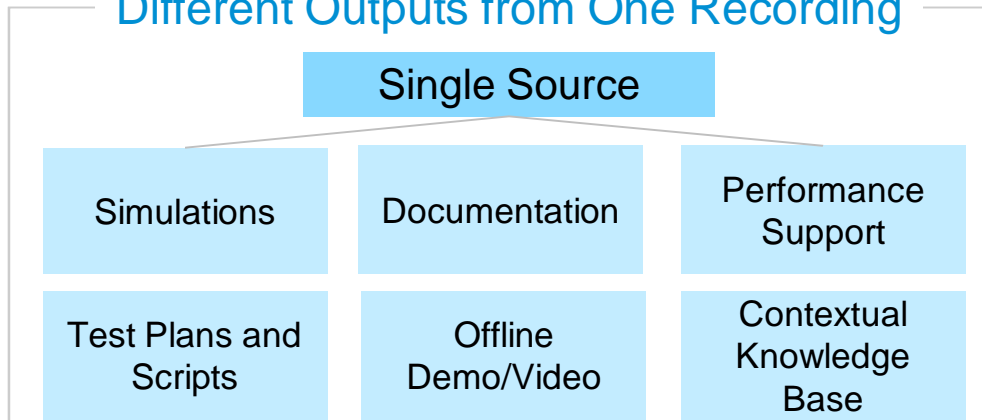 Different Outputs from One Recording
Single Source
Simulations
Documentation
Performance
Support
Test Plans and
Scripts
Offline
Demo/Video
Contextual
Knowledge
Base